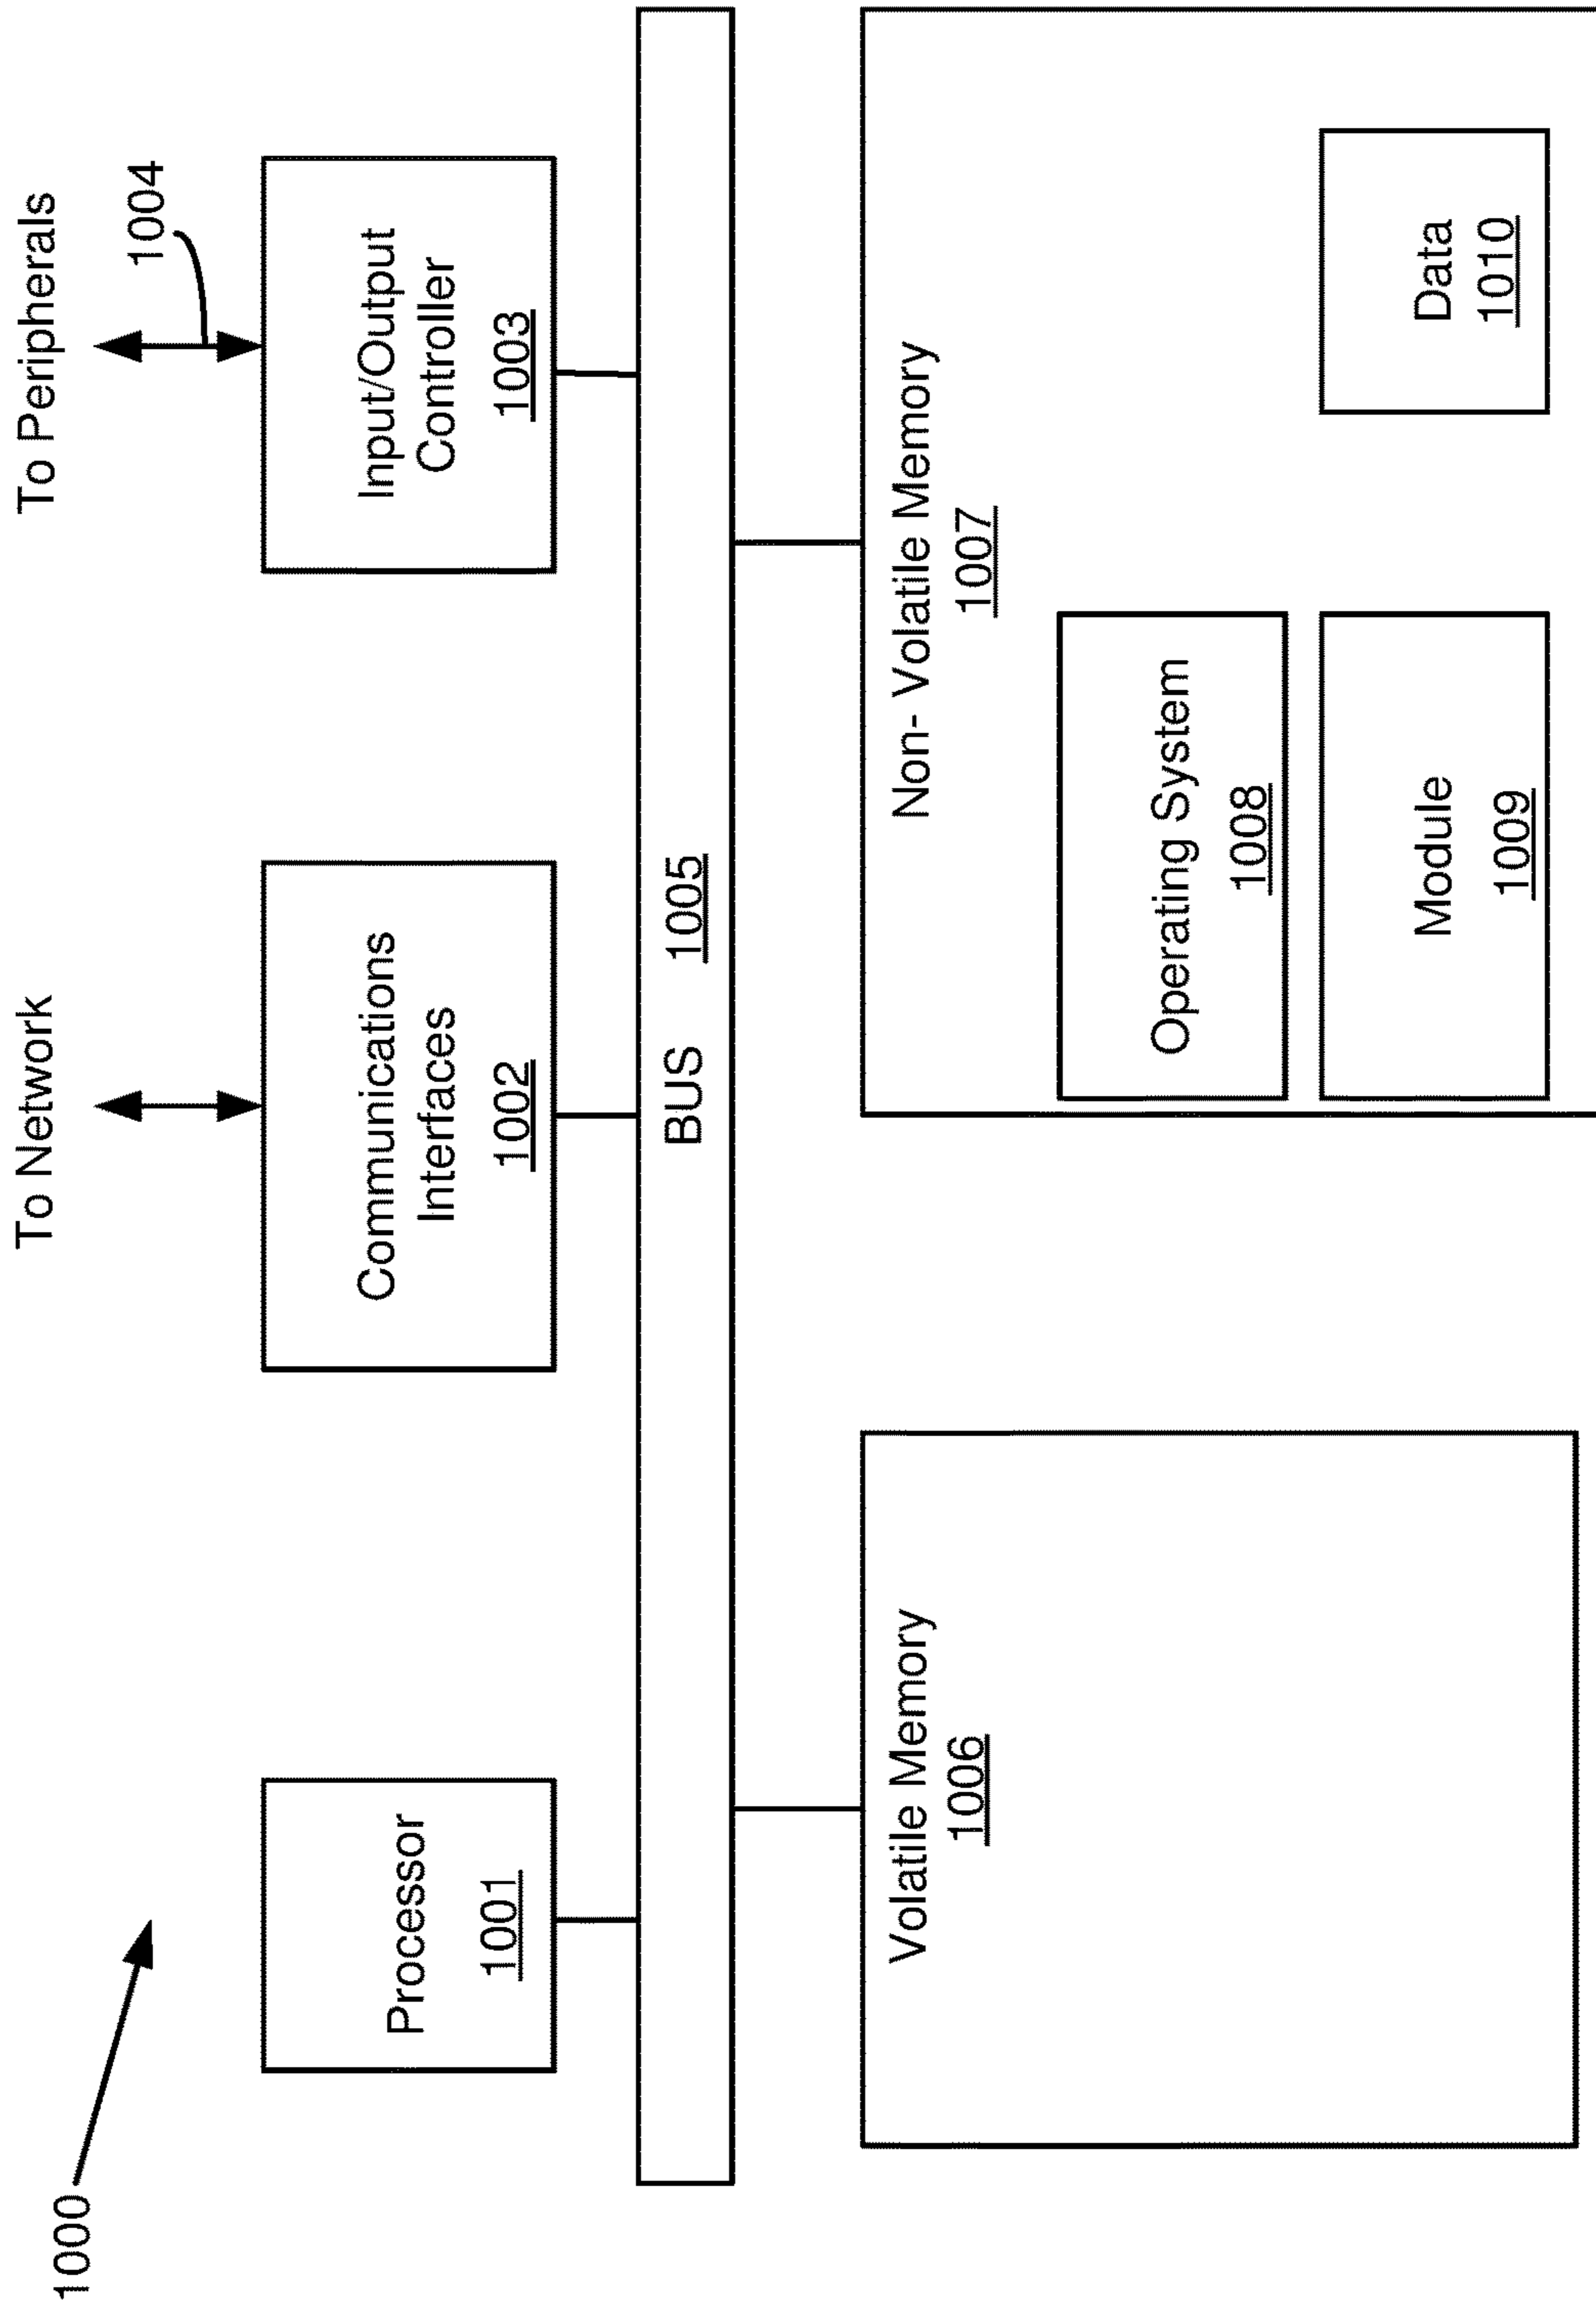 1000
To Network
To Peripherals
1004
Processor
1001
Communications
Interfaces
1002
Input/Output
Controller
1003
BUS 1005
Volatile Memory
1006
Non- Volatile Memory
1007
Operating System
1008
Module
1009
Data
1010